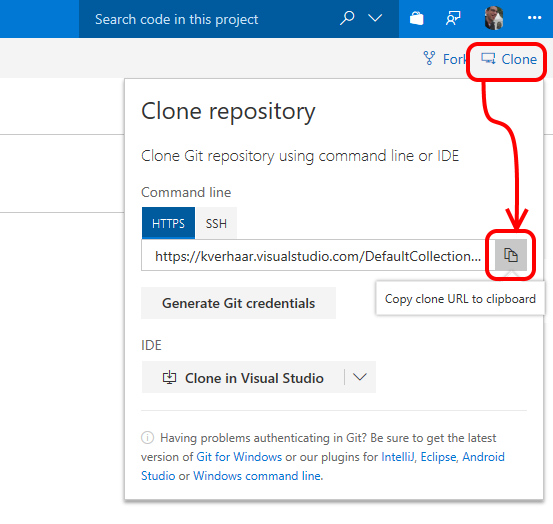 Search code in this project
Fork
Clone
Clone repository
Clone Git repository using command line or IDE
Command line
HTTPS SSH
https://kverhaar.visualstudio.com/DefaultCollection...
Copy clone URL to clipboard
Generate Git credentials
IDE
Clone in Visual Studio
Having problems authenticating in Git? Be sure to get the latest
version of Git for Windows or our plugins for IntelliJ, Eclipse, Android
Studio or Windows command line.